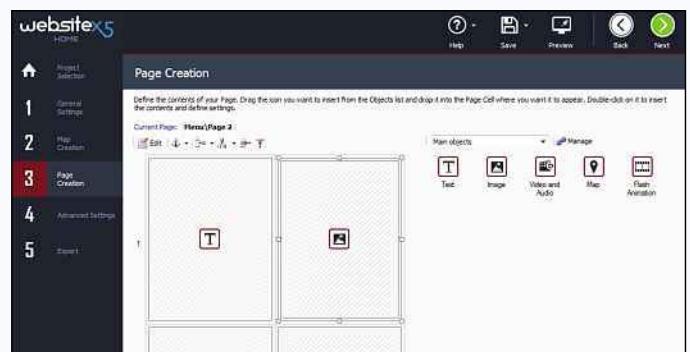 websitex5
HOME
Help
Save
Preview
Back
Next
Project
Selection
Page Creation
1
General
Settings
Define the contents of your Page. Drag the icon you want to insert from the Objects list and drop it into the Page Cell where you want it to appear. Double-click on it to insert
the contents and define settings.
Current Page: Menu\Page 2
2
Map
Creation
Edit
Main objects
Manage
3
Page
Creation
T
Text
Image
Video and
Audio
Map
Flash
Animation
4
Advanced Settings
1
T
5
Export